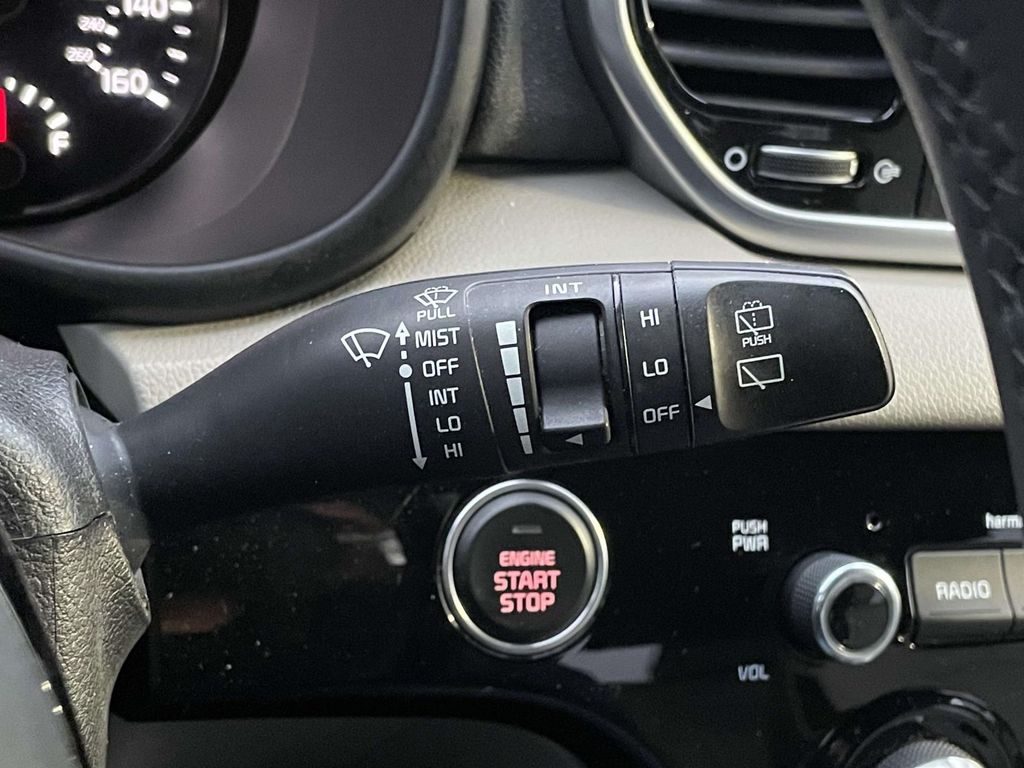 140
240
260
160
F
PULL
MIST
OFF
INT
LO
HI
INT
HI
LO
OFF
PUSH
ENGINE
START
STOP
PUSH
PWR
VOL
RADIO